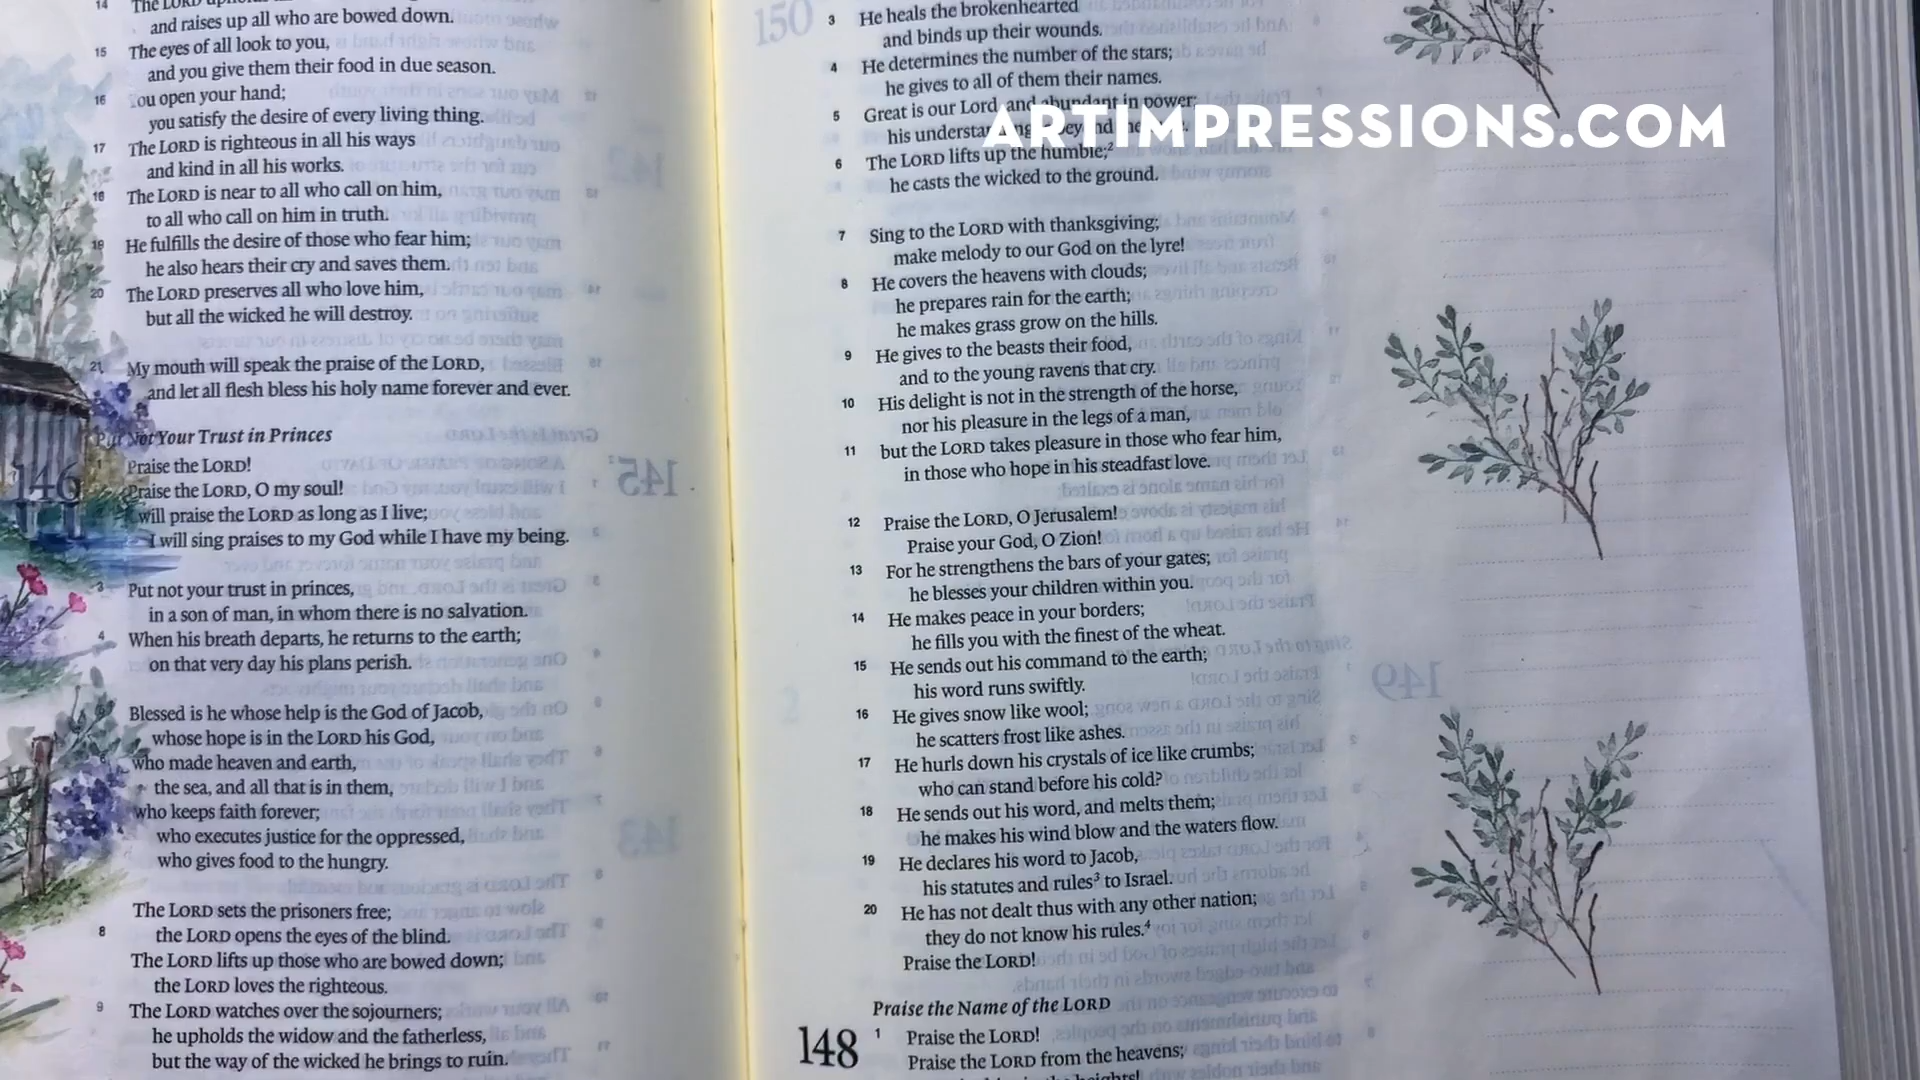 14 The LORD
and raises up all who are bowed down.
15 The eyes of all look to you,
and you give them their food in due season.
16 You open your hand;
you satisfy the desire of every living thing.
17 The LORD is righteous in all his ways
and kind in all his works.
18 The LORD is near to all who call on him,
to all who call on him in truth.
19 He fulfills the desire of those who fear him;
he also hears their cry and saves them.
20 The LORD preserves all who love him,
but all the wicked he will destroy.
21 My mouth will speak the praise of the LORD,
and let all flesh bless his holy name forever and ever.
Put Not Your Trust in Princes
146 1 Praise the LORD!
Praise the LORD, O my soul!
will praise the LORD as long as I live;
I will sing praises to my God while I have my being.
3 Put not your trust in princes,
in a son of man, in whom there is no salvation.
4 When his breath departs, he returns to the earth;
on that very day his plans perish.
Blessed is he whose help is the God of Jacob,
whose hope is in the LORD his God,
6 who made heaven and earth,
the sea, and all that is in them,
who keeps faith forever;
who executes justice for the oppressed,
who gives food to the hungry.
The LORD sets the prisoners free;
8 the LORD opens the eyes of the blind.
The LORD lifts up those who are bowed down;
the LORD loves the righteous.
9 The LORD watches over the sojourners;
he upholds the widow and the fatherless,
but the way of the wicked he brings to ruin.
3 He heals the brokenhearted
and binds up their wounds.
4 He determines the number of the stars;
he gives to all of them their names.
5 Great is our Lord, and abundant in power;
his understanding beyond
ARTIMPRESSIONS.COM
6 The LORD lifts up the humble;2
he casts the wicked to the ground.
7 Sing to the LORD with thanksgiving;
make melody to our God on the lyre!
8 He covers the heavens with clouds;
he prepares rain for the earth;
he makes grass grow on the hills.
9 He gives to the beasts their food,
and to the young ravens that cry.
10 His delight is not in the strength of the horse,
nor his pleasure in the legs of a man,
11 but the LORD takes pleasure in those who fear him,
in those who hope in his steadfast love.
12 Praise the LORD, O Jerusalem!
Praise your God, O Zion!
13 For he strengthens the bars of your gates;
he blesses your children within you.
14 He makes peace in your borders;
he fills you with the finest of the wheat.
15 He sends out his command to the earth;
his word runs swiftly.
16 He gives snow like wool;
he scatters frost like ashes.
17 He hurls down his crystals of ice like crumbs;
who can stand before his cold?
18 He sends out his word, and melts them;
he makes his wind blow and the waters flow.
19 He declares his word to Jacob,
his statutes and rules3 to Israel.
20 He has not dealt thus with any other nation;
they do not know his rules.4
Praise the LORD!
Praise the Name of the LORD
148 1 Praise the LORD!
Praise the LORD from the heavens;
heights!